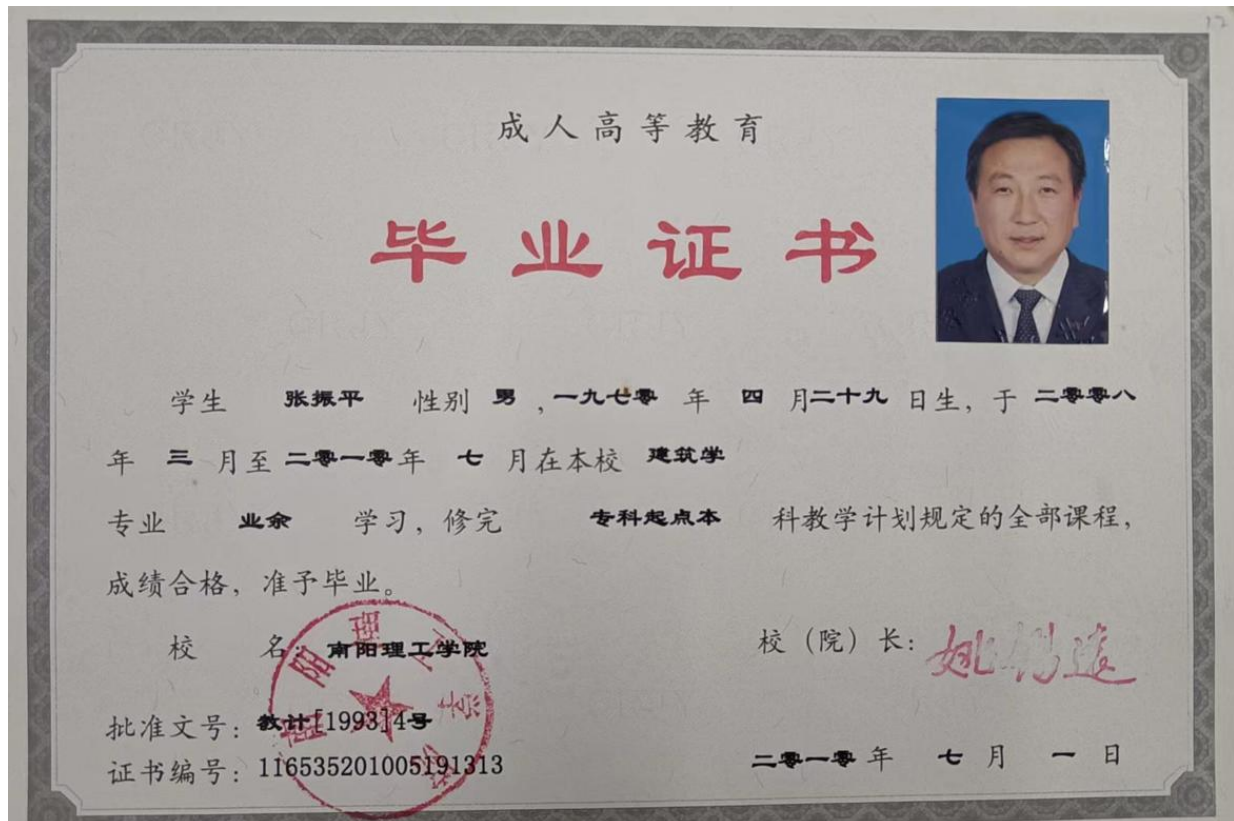 12
成人高等教育
毕业证书
学生 张振平 性别 男 ,一九七零 年 四 月二十九 日生, 于 二零零八
年 三 月至 二零一零年 七 月在本校 建筑学
专业 业余 学习, 修完 专科起点本 科教学计划规定的全部课程,
成绩合格, 准予毕业。
校 名: 南阳理工学院 校 (院) 长:
批准文号: 教计[1993]4号
证书编号: 116535201005191313 二零一零 年 七 月 一 日